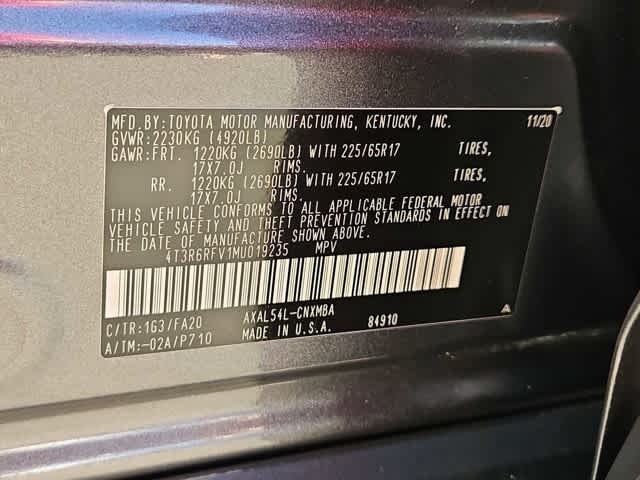 MFD.BY:TOYOTA MOTOR MANUFACTURING, KENTUCKY, INC. 11/20
GVWR:2230KG (4920LB)
GAWR:FRT. 1220KG (2690LB) WITH 225/65R17 TIRES,
17X7.0J RIMS.
RR. 1220KG (2690LB) WITH 225/65R17 TIRES,
17X7.0J RIMS.
THIS VEHICLE CONFORMS TO ALL APPLICABLE FEDERAL MOTOR
VEHICLE SAFETY AND THEFT PREVENTION STANDARDS IN EFFECT ON
THE DATE OF MANUFACTURE SHOWN ABOVE.
4T3R6RFV1MU019235 MPV
C/TR:1G3/FA20 AXAL54L-CNXMBA
A/TM:-02A/P710 MADE IN U.S.A. 84910